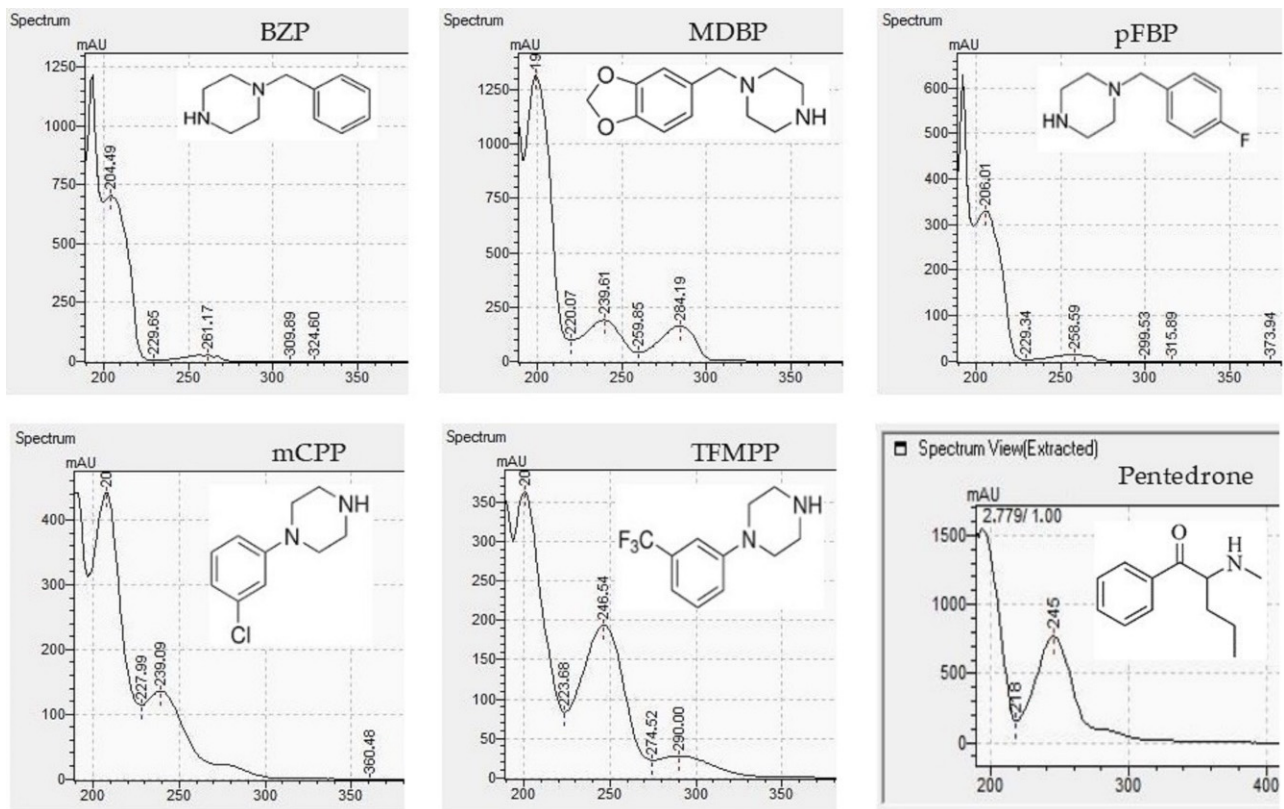 Spectrum
mAU
BZP
1250
1000
750
500
250
0
200
250
300
350
204.49
229.65
261.17
309.89
324.60
HN
N
Spectrum
mAU
MDBP
1250
1000
750
500
250
0
200
250
300
350
19
220.07
239.61
259.85
284.19
O
O
N
NH
Spectrum
mAU
pFBP
600
500
400
300
200
100
0
200
250
300
350
206.01
229.34
258.59
299.53
315.89
373.94
HN
N
F
Spectrum
mAU
mCPP
400
300
200
100
0
200
250
300
350
20
227.99
239.09
360.48
NH
N
Cl
Spectrum
mAU
TFMPP
350
300
250
200
150
100
50
0
200
250
300
350
20
223.68
246.54
274.52
290.00
NH
N
F3C
Spectrum View(Extracted)
Pentedrone
mAU
2.779/ 1.00
1500
1000
500
0
200
300
400
218
245
O
H
N